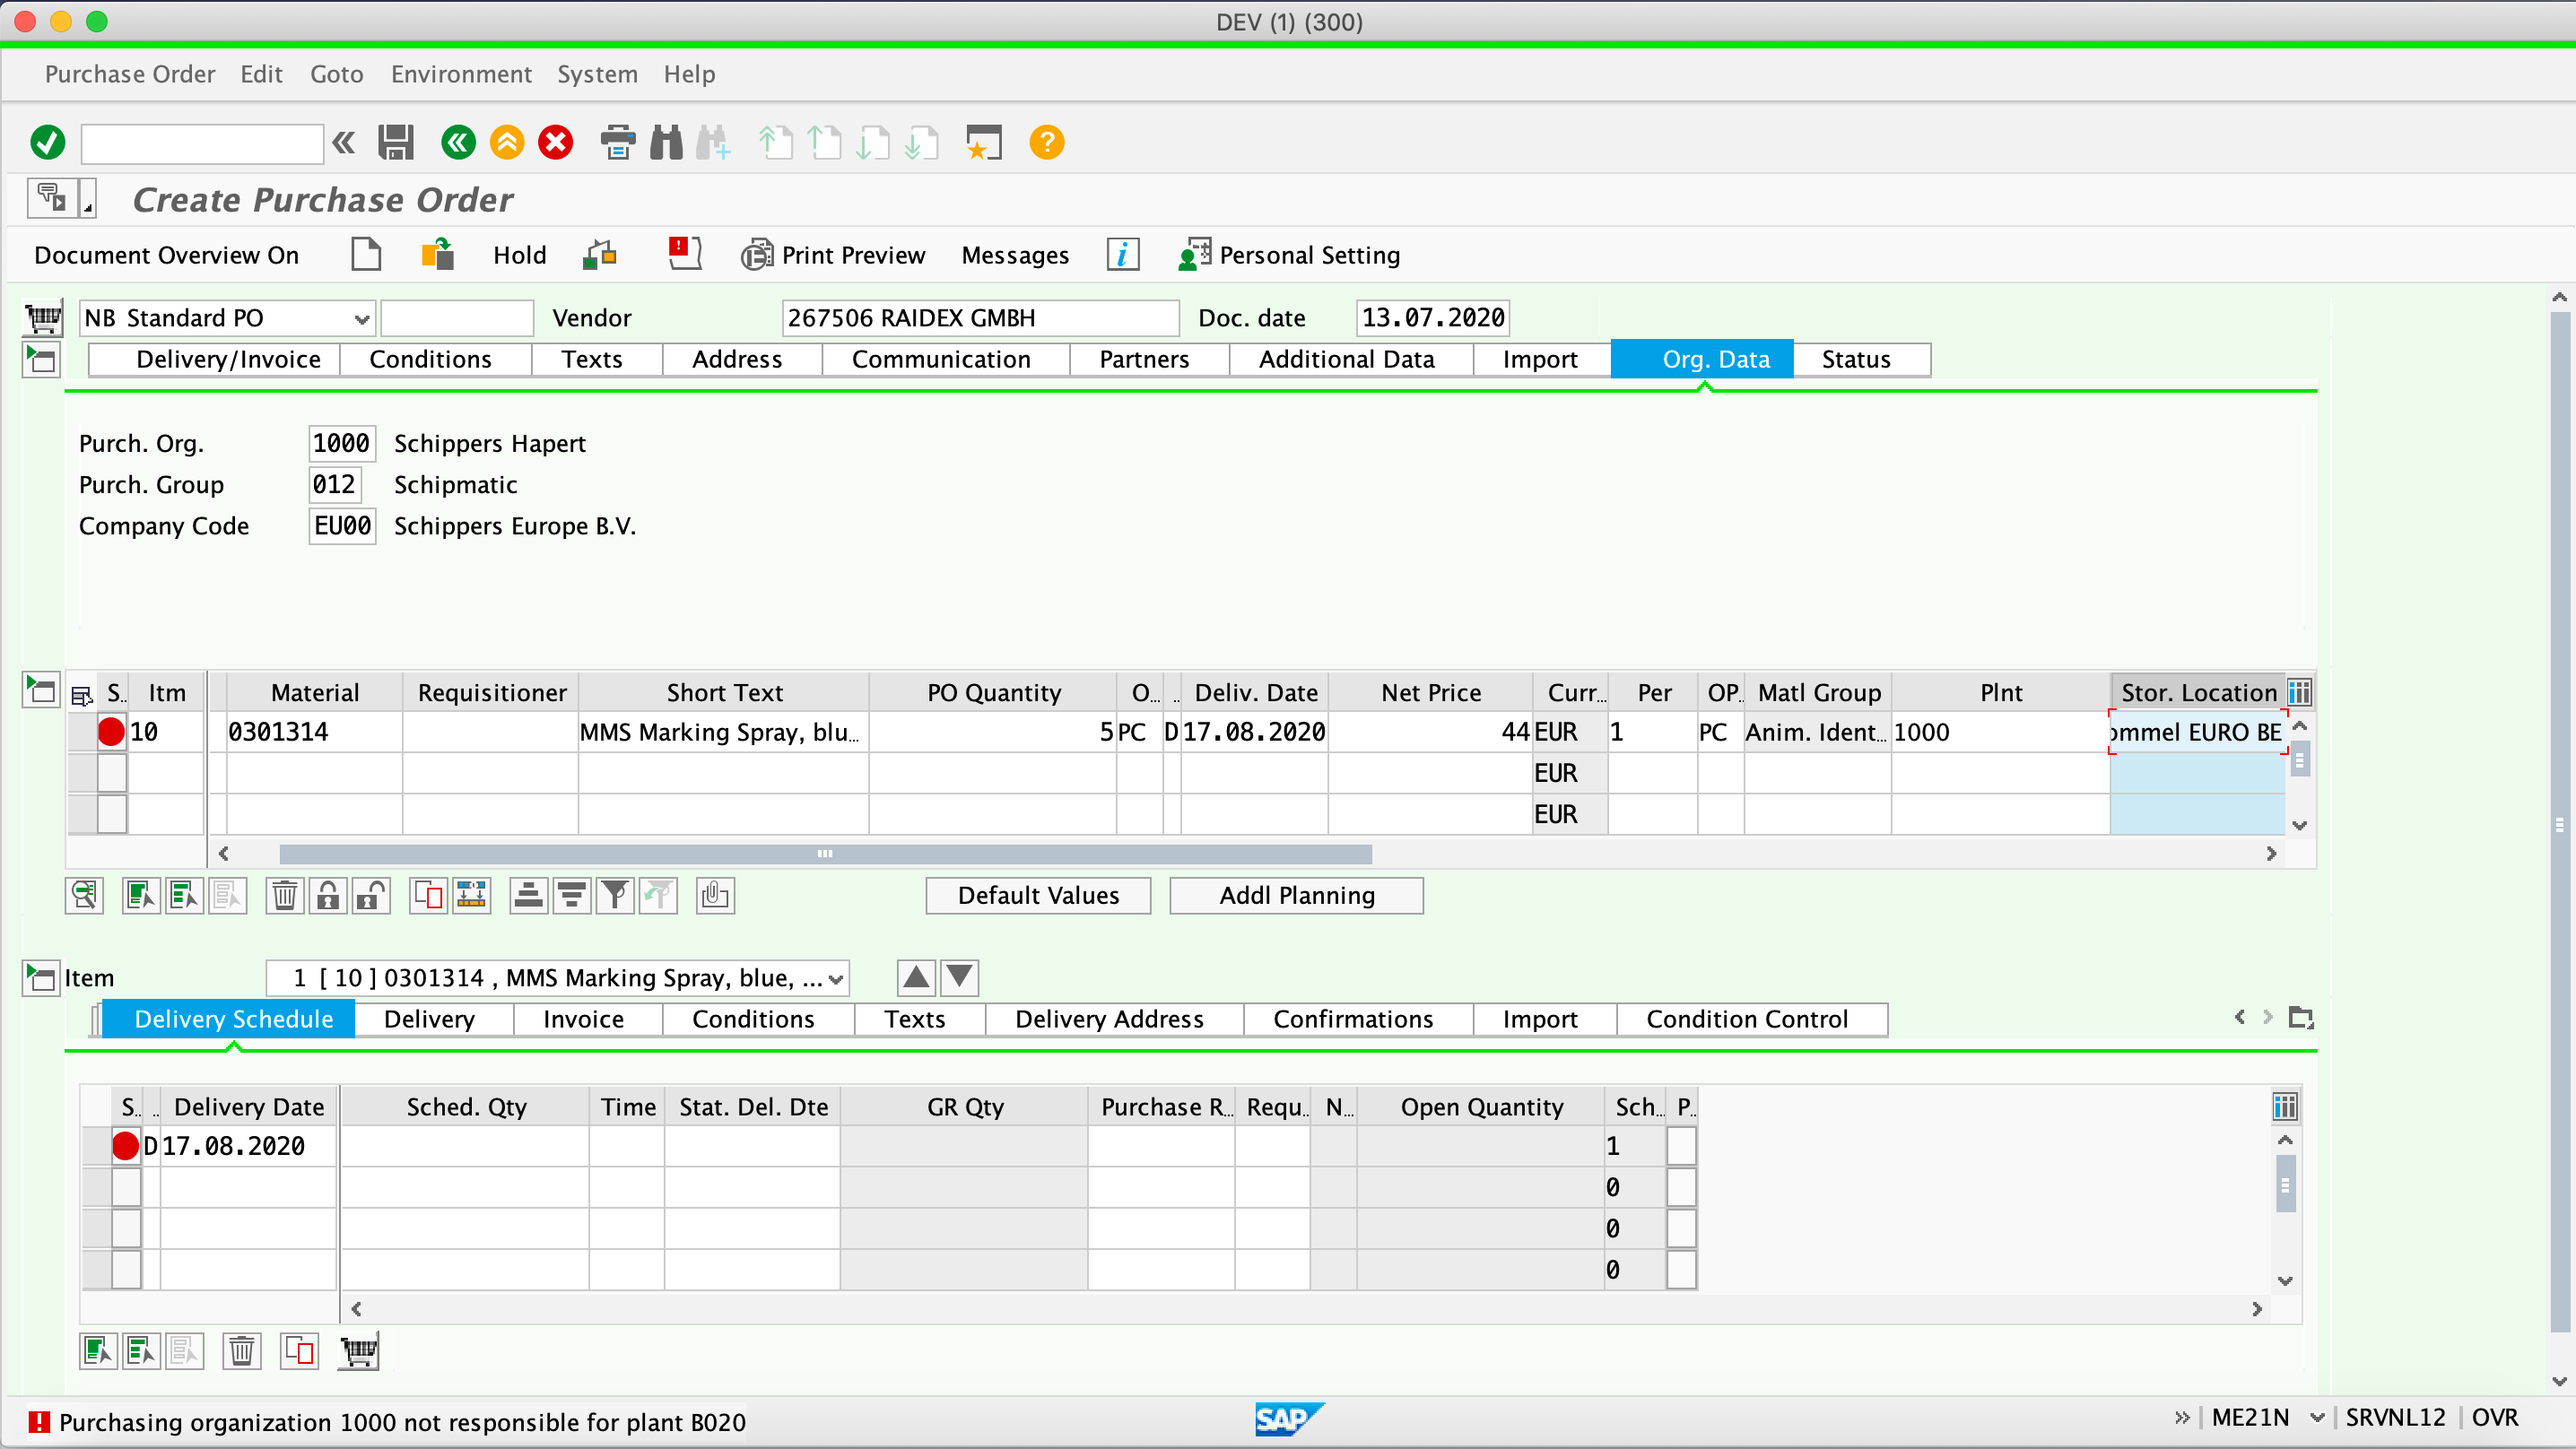 DEV (1) (300)
Purchase Order Edit Goto Environment System Help
Create Purchase Order
Document Overview On Hold Print Preview Messages Personal Setting
NB Standard PO Vendor 267506 RAIDEX GMBH Doc. date 13.07.2020
Delivery/Invoice Conditions Texts Address Communication Partners Additional Data Import Org. Data Status
Purch. Org. 1000 Schippers Hapert
Purch. Group 012 Schipmatic
Company Code EU00 Schippers Europe B.V.
S.. Itm Material Requisitioner Short Text PO Quantity O... .. Deliv. Date Net Price Curr... Per OP.. Matl Group Plnt Stor. Location
10 0301314 MMS Marking Spray, blu... 5 PC D 17.08.2020 44 EUR 1 PC Anim. Ident... 1000 ommel EURO BE
EUR
EUR
Default Values Addl Planning
Item 1 [ 10 ] 0301314 , MMS Marking Spray, blue, ...
Delivery Schedule Delivery Invoice Conditions Texts Delivery Address Confirmations Import Condition Control
S.. .. Delivery Date Sched. Qty Time Stat. Del. Dte GR Qty Purchase R... Requ.. N... Open Quantity Sch... P..
D 17.08.2020 1
0
0
0
Purchasing organization 1000 not responsible for plant B020 SAP ME21N SRVNL12 OVR